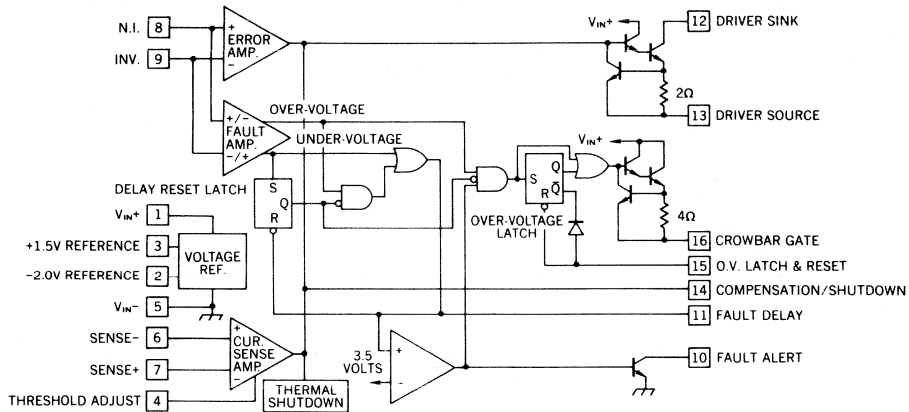 N.I. 8
INV. 9
+
ERROR
AMP.
−
+/−
FAULT
AMP.
−/+
OVER-VOLTAGE
UNDER-VOLTAGE
DELAY RESET LATCH
S
Q
R
VIN+ 1
+1.5V REFERENCE 3
−2.0V REFERENCE 2
VIN− 5
VOLTAGE
REF.
SENSE− 6
SENSE+ 7
THRESHOLD ADJUST 4
+
CUR.
SENSE
AMP.
−
THERMAL
SHUTDOWN
3.5
VOLTS
+
−
S Q
R Q̅
OVER-VOLTAGE
LATCH
VIN+
2Ω
VIN+
4Ω
12 DRIVER SINK
13 DRIVER SOURCE
16 CROWBAR GATE
15 O.V. LATCH & RESET
14 COMPENSATION/SHUTDOWN
11 FAULT DELAY
10 FAULT ALERT